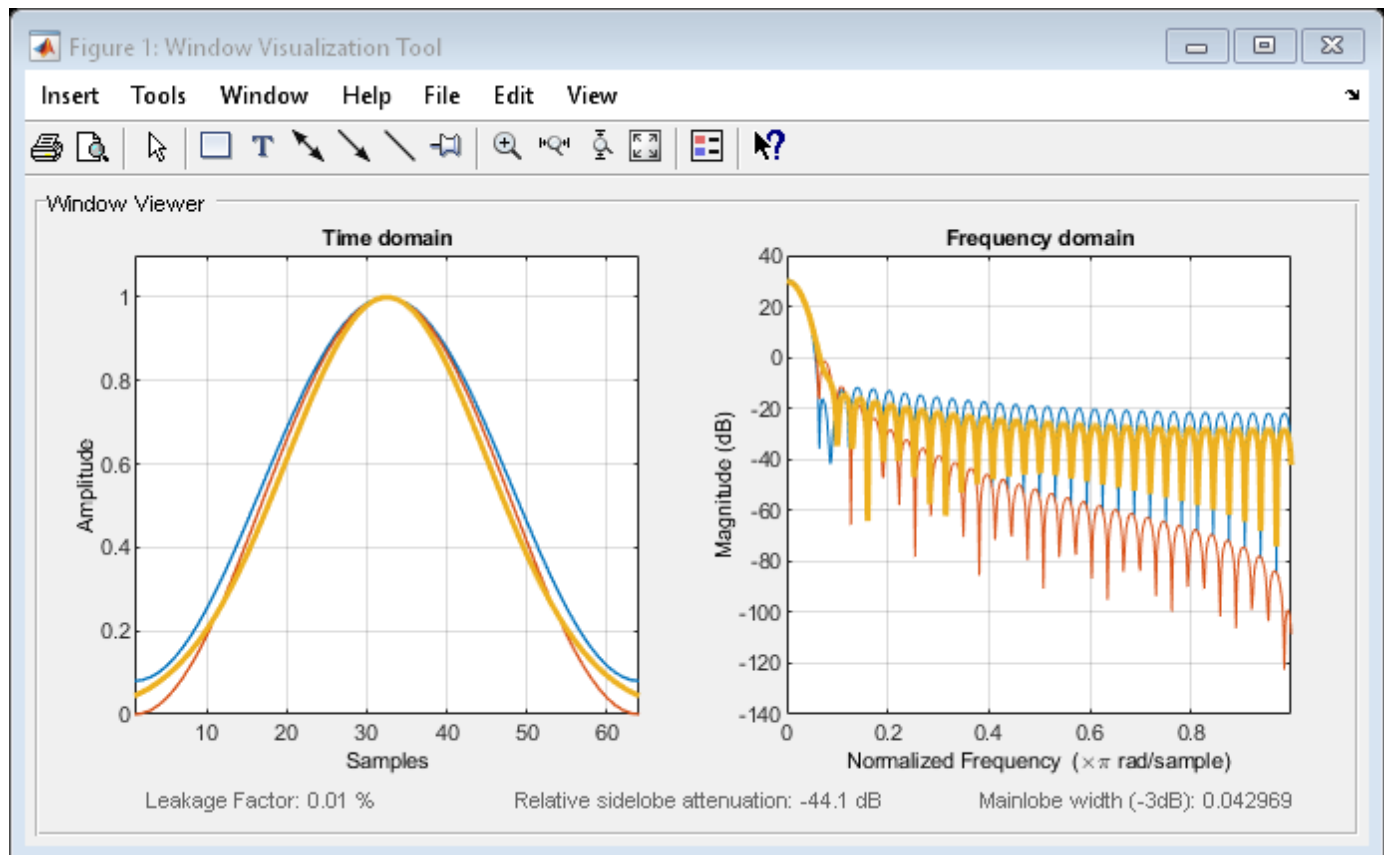 Figure 1: Window Visualization Tool
Insert Tools Window Help File Edit View
T
?
Window Viewer
Time domain
1
0.8
0.6
0.4
0.2
0
Amplitude
10 20 30 40 50 60
Samples
Frequency domain
40
20
0
-20
-40
-60
-80
-100
-120
-140
Magnitude (dB)
0 0.2 0.4 0.6 0.8
Normalized Frequency (×π rad/sample)
Leakage Factor: 0.01 % Relative sidelobe attenuation: -44.1 dB Mainlobe width (-3dB): 0.042969